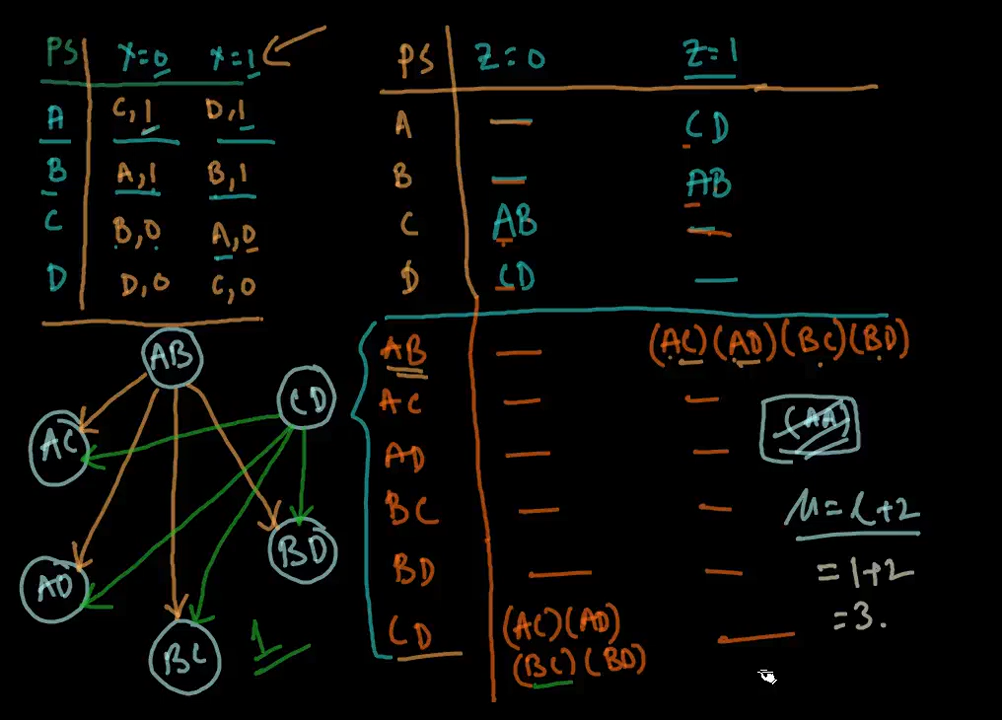 PS X=0 X=1
A C,1 D,1
B A,1 B,1
C B,0 A,0
D D,0 C,0
PS Z=0 Z=1
A — CD
B — AB
C AB —
D CD —
AB — (AC)(AD)(BC)(BD)
AC — —
AD — —
BC — —
BD — —
CD (AC)(AD) —
(BC)(BD)
(AA)
μ=l+2
=1+2
=3.
AB
CD
AC
BD
AD
BC
1